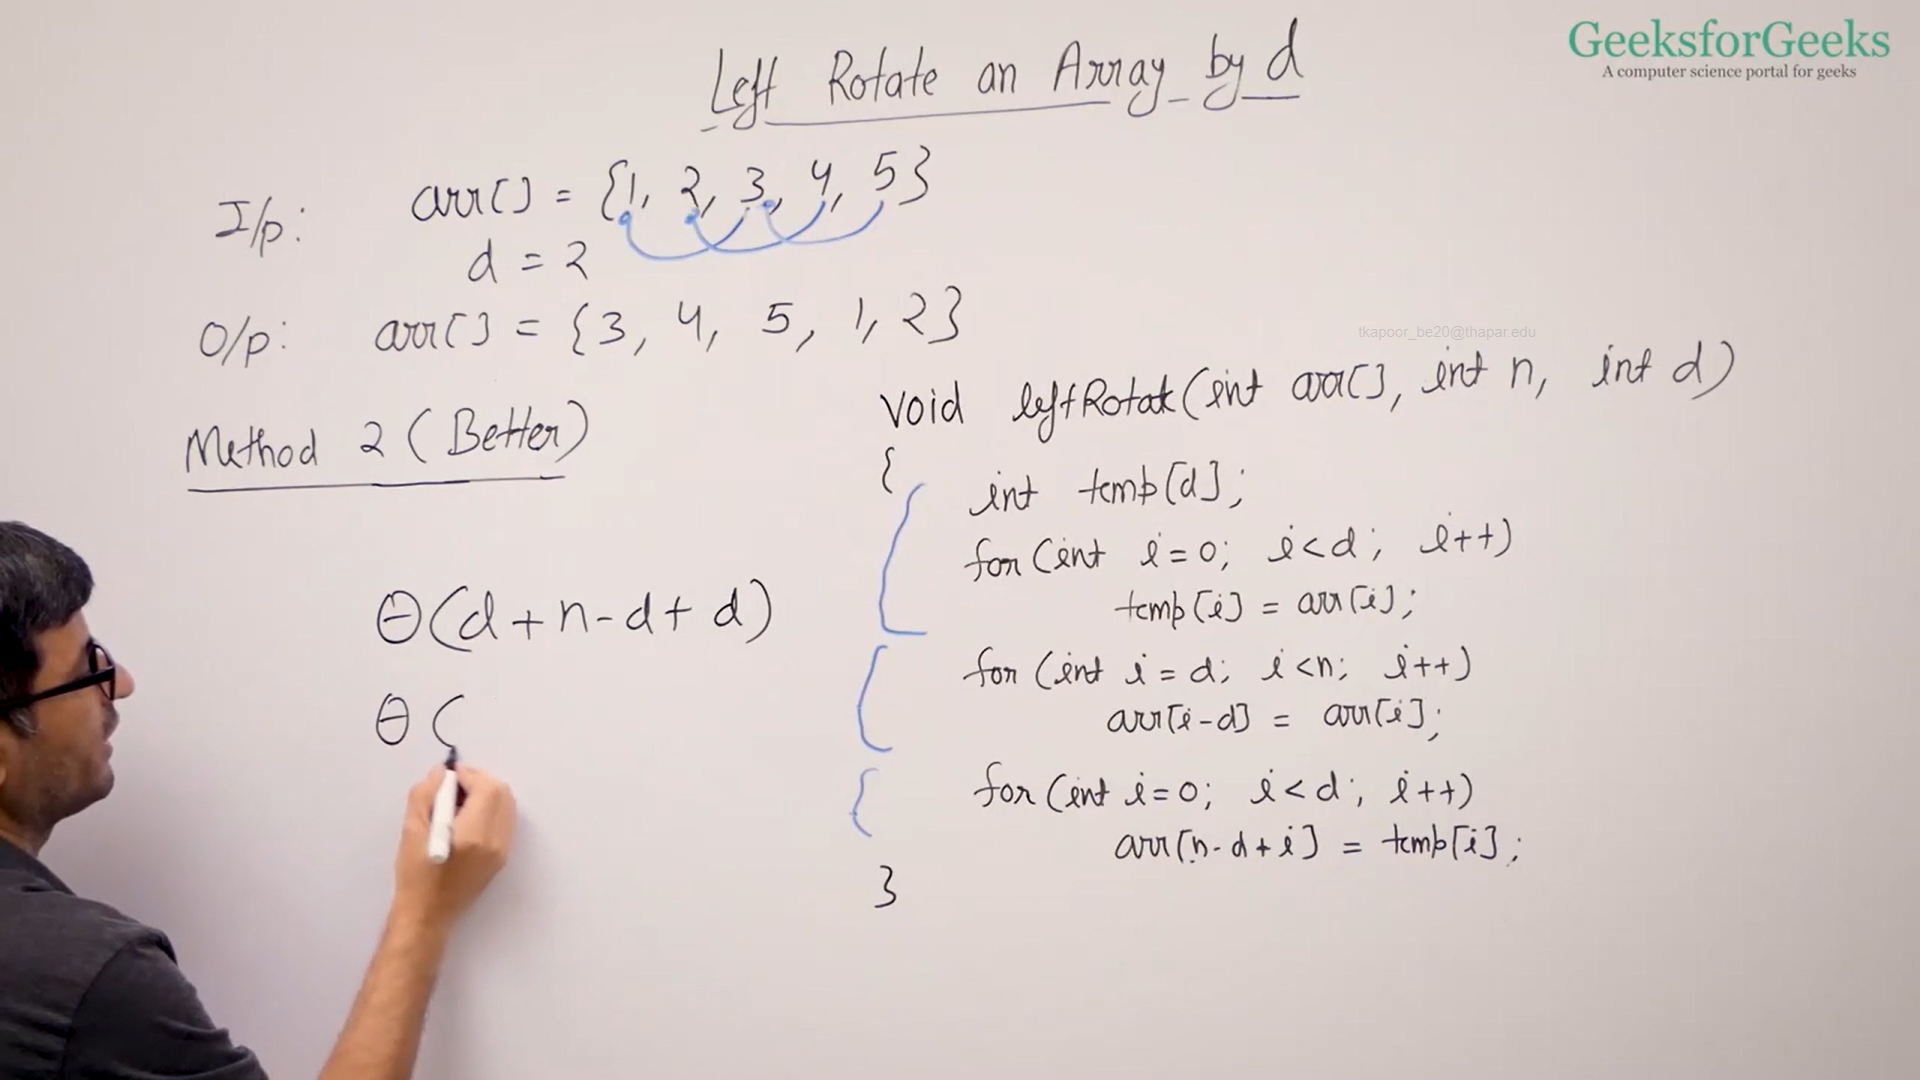 GeeksforGeeks
A computer science portal for geeks
Left Rotate an Array by d
I/p: arr[] = {1, 2, 3, 4, 5}
d = 2
O/p: arr[] = {3, 4, 5, 1, 2}
tkapoor_be20@thapar.edu
Method 2 (Better)
θ(d+n-d+d)
θ(
void leftRotate(int arr[], int n, int d)
{
int temp[d];
for (int i=0; i<d; i++)
temp[i] = arr[i];
for (int i=d; i<n; i++)
arr[i-d] = arr[i];
for (int i=0; i<d; i++)
arr[n-d+i] = temp[i];
}